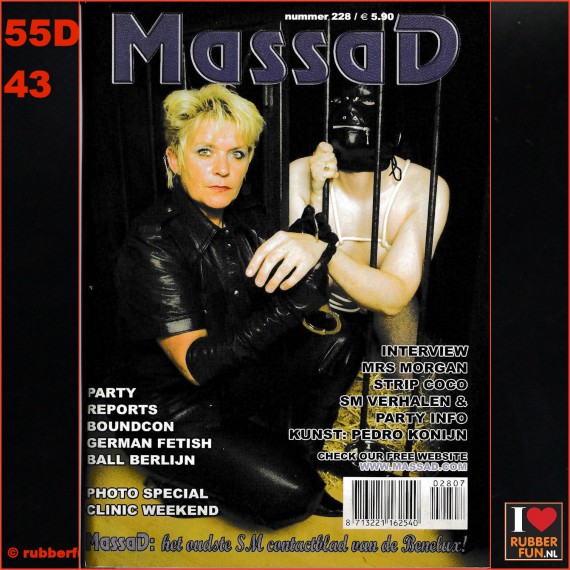 55D
43
nummer 228 / € 5.90
MassaD
INTERVIEW
MRS MORGAN
STRIP COCO
SM VERHALEN &
PARTY INFO
KUNST: PEDRO KONIJN
CHECK OUR FREE WEBSITE
WWW.MASSAD.COM
PARTY
REPORTS
BOUNDCON
GERMAN FETISH
BALL BERLIJN
PHOTO SPECIAL
CLINIC WEEKEND
02807
8 713221 162540
MassaD: het oudste SM contactblad van de Benelux!
© rubberfu
I
RUBBER
FUN.NL